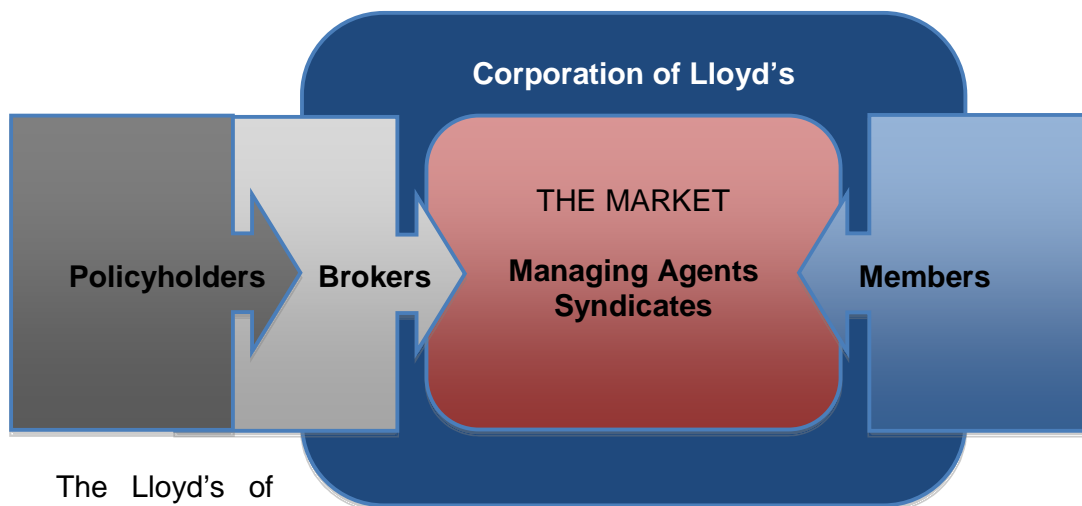 Corporation of Lloyd’s
THE MARKET
Policyholders
Brokers
Managing Agents
Syndicates
Members
The Lloyd’s of